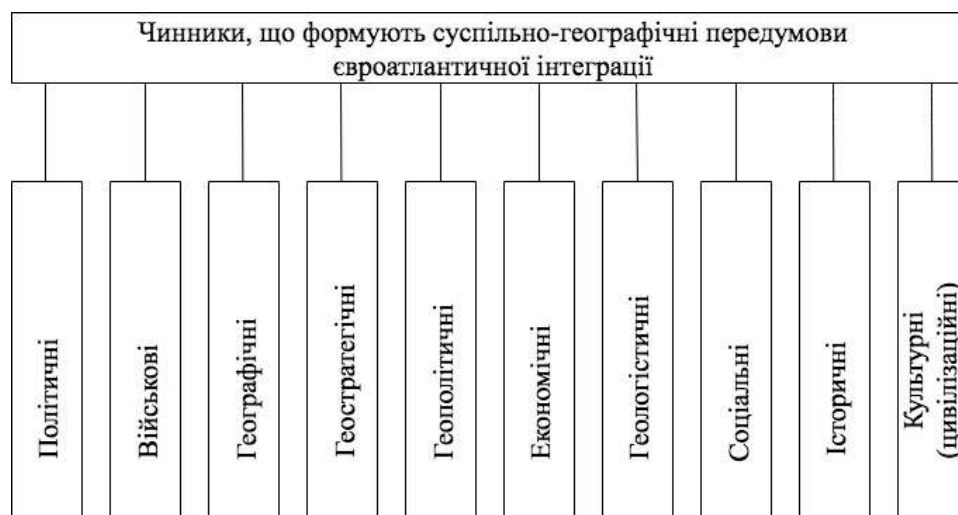 Чинники, що формують суспільно-географічні передумови
євроатлантичної інтеграції
Політичні
Військові
Географічні
Геостратегічні
Геополітичні
Економічні
Геологістичні
Соціальні
Історичні
Культурні
(цивілізаційні)